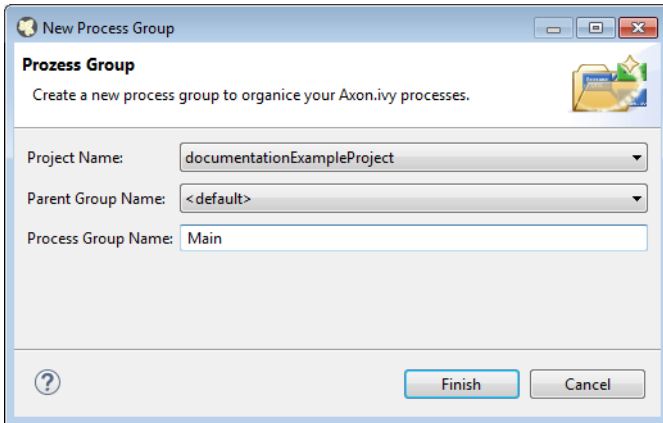 New Process Group
Prozess Group
Create a new process group to organice your Axon.ivy processes.
Project Name: documentationExampleProject
Parent Group Name: <default>
Process Group Name: Main
Finish Cancel